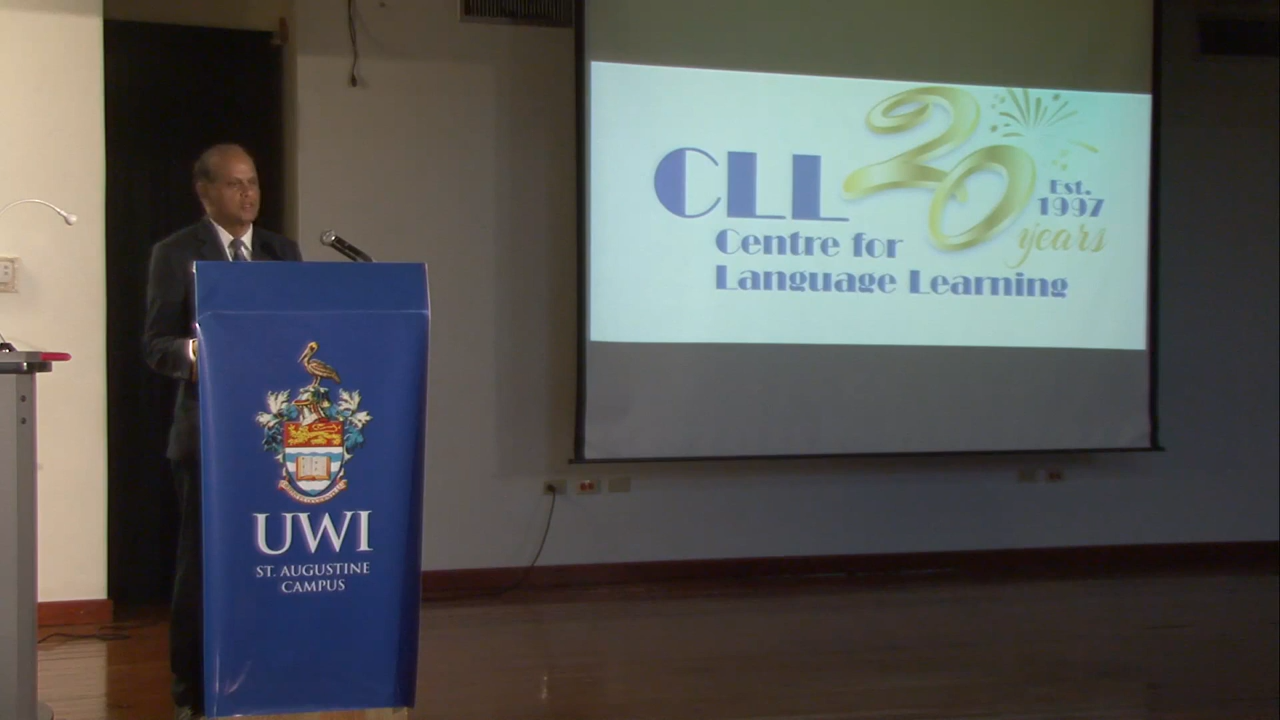 CLL 20
Est.
1997
years
Centre for
Language Learning
UWI
ST. AUGUSTINE
CAMPUS